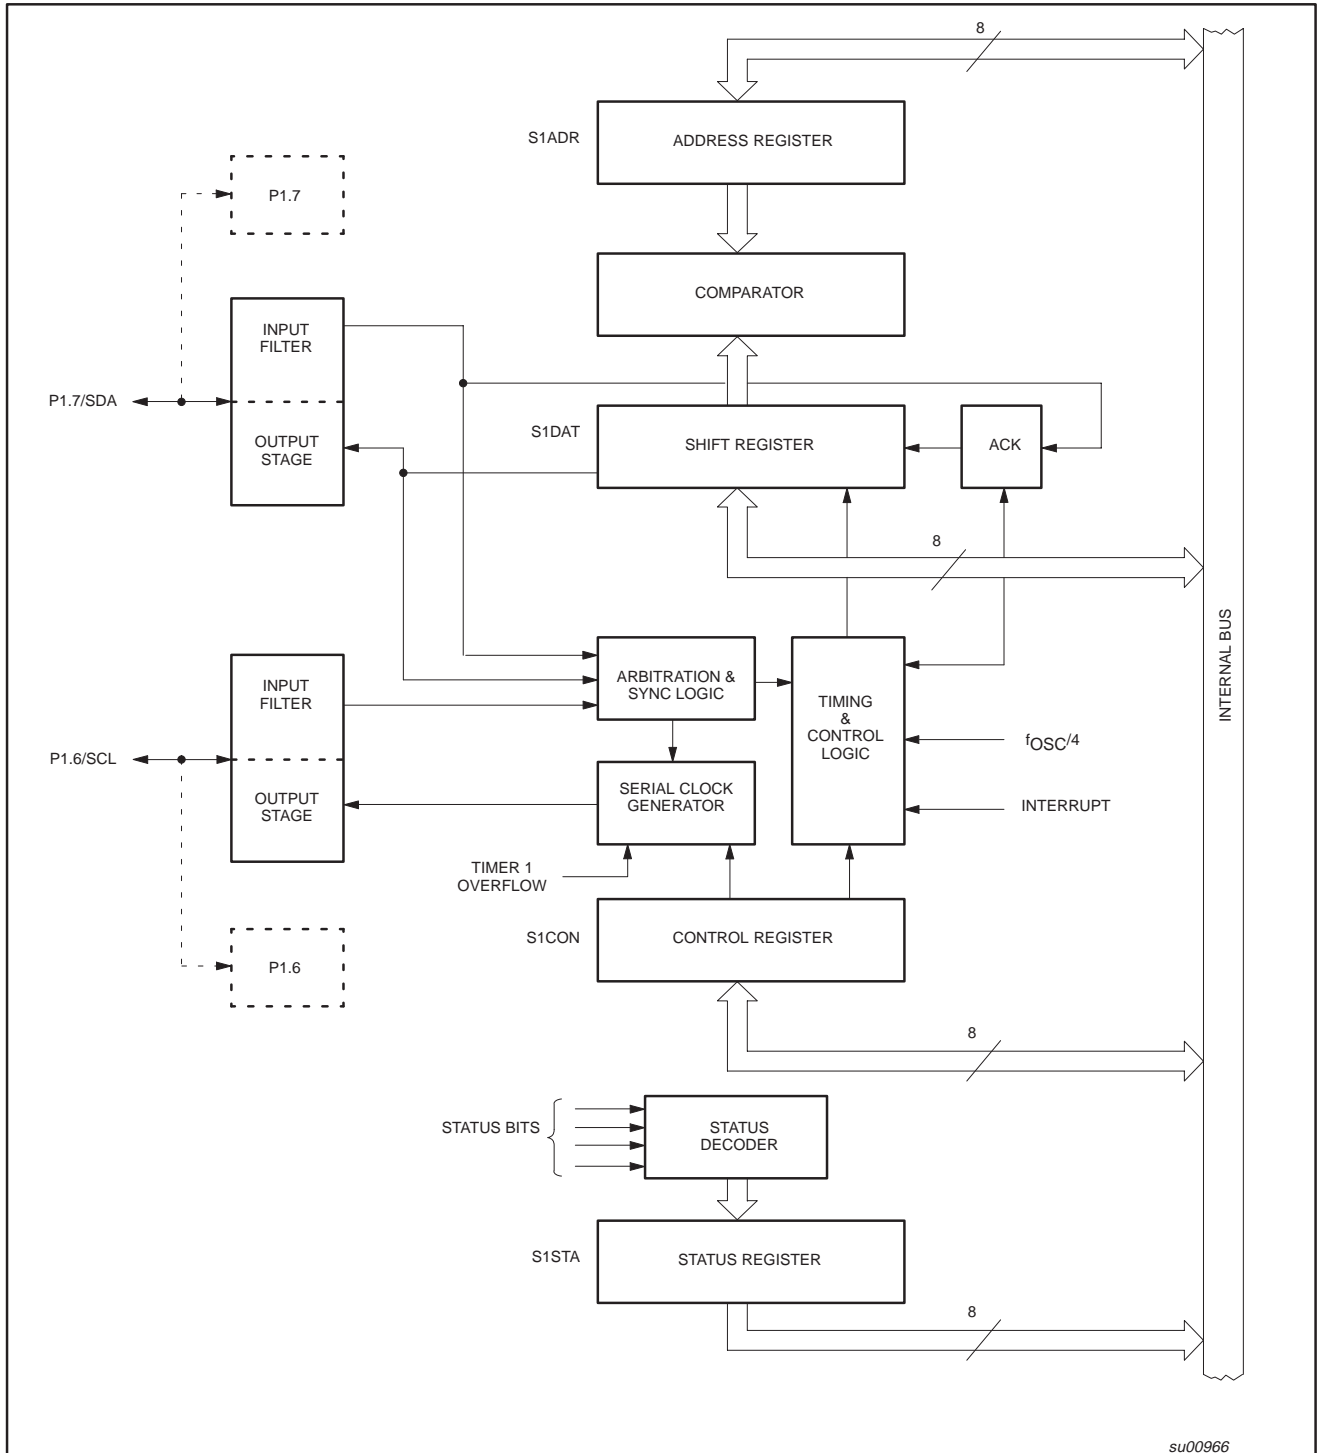 8
S1ADR
ADDRESS REGISTER
P1.7
COMPARATOR
INPUT
FILTER
P1.7/SDA
OUTPUT
STAGE
S1DAT
SHIFT REGISTER
ACK
8
INTERNAL BUS
INPUT
FILTER
ARBITRATION &
SYNC LOGIC
TIMING
&
CONTROL
LOGIC
fOSC/4
P1.6/SCL
OUTPUT
STAGE
SERIAL CLOCK
GENERATOR
INTERRUPT
TIMER 1
OVERFLOW
S1CON
CONTROL REGISTER
P1.6
8
STATUS BITS
STATUS
DECODER
S1STA
STATUS REGISTER
8
su00966